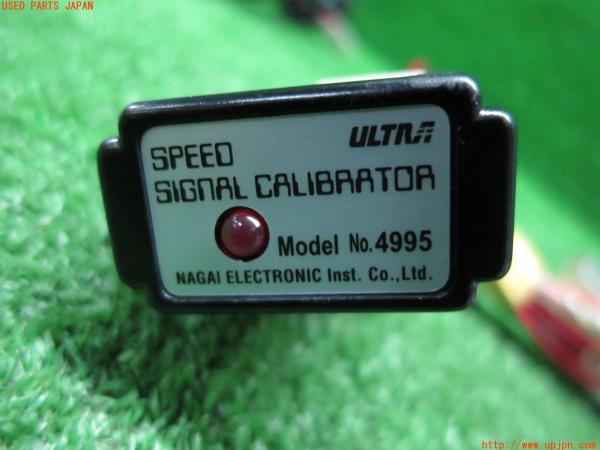 USED PARTS JAPAN
ULTRA
SPEED
SIGNAL CALIBRATOR
Model No.4995
NAGAI ELECTRONIC Inst. Co.,Ltd.
http://www.upjpn.com/